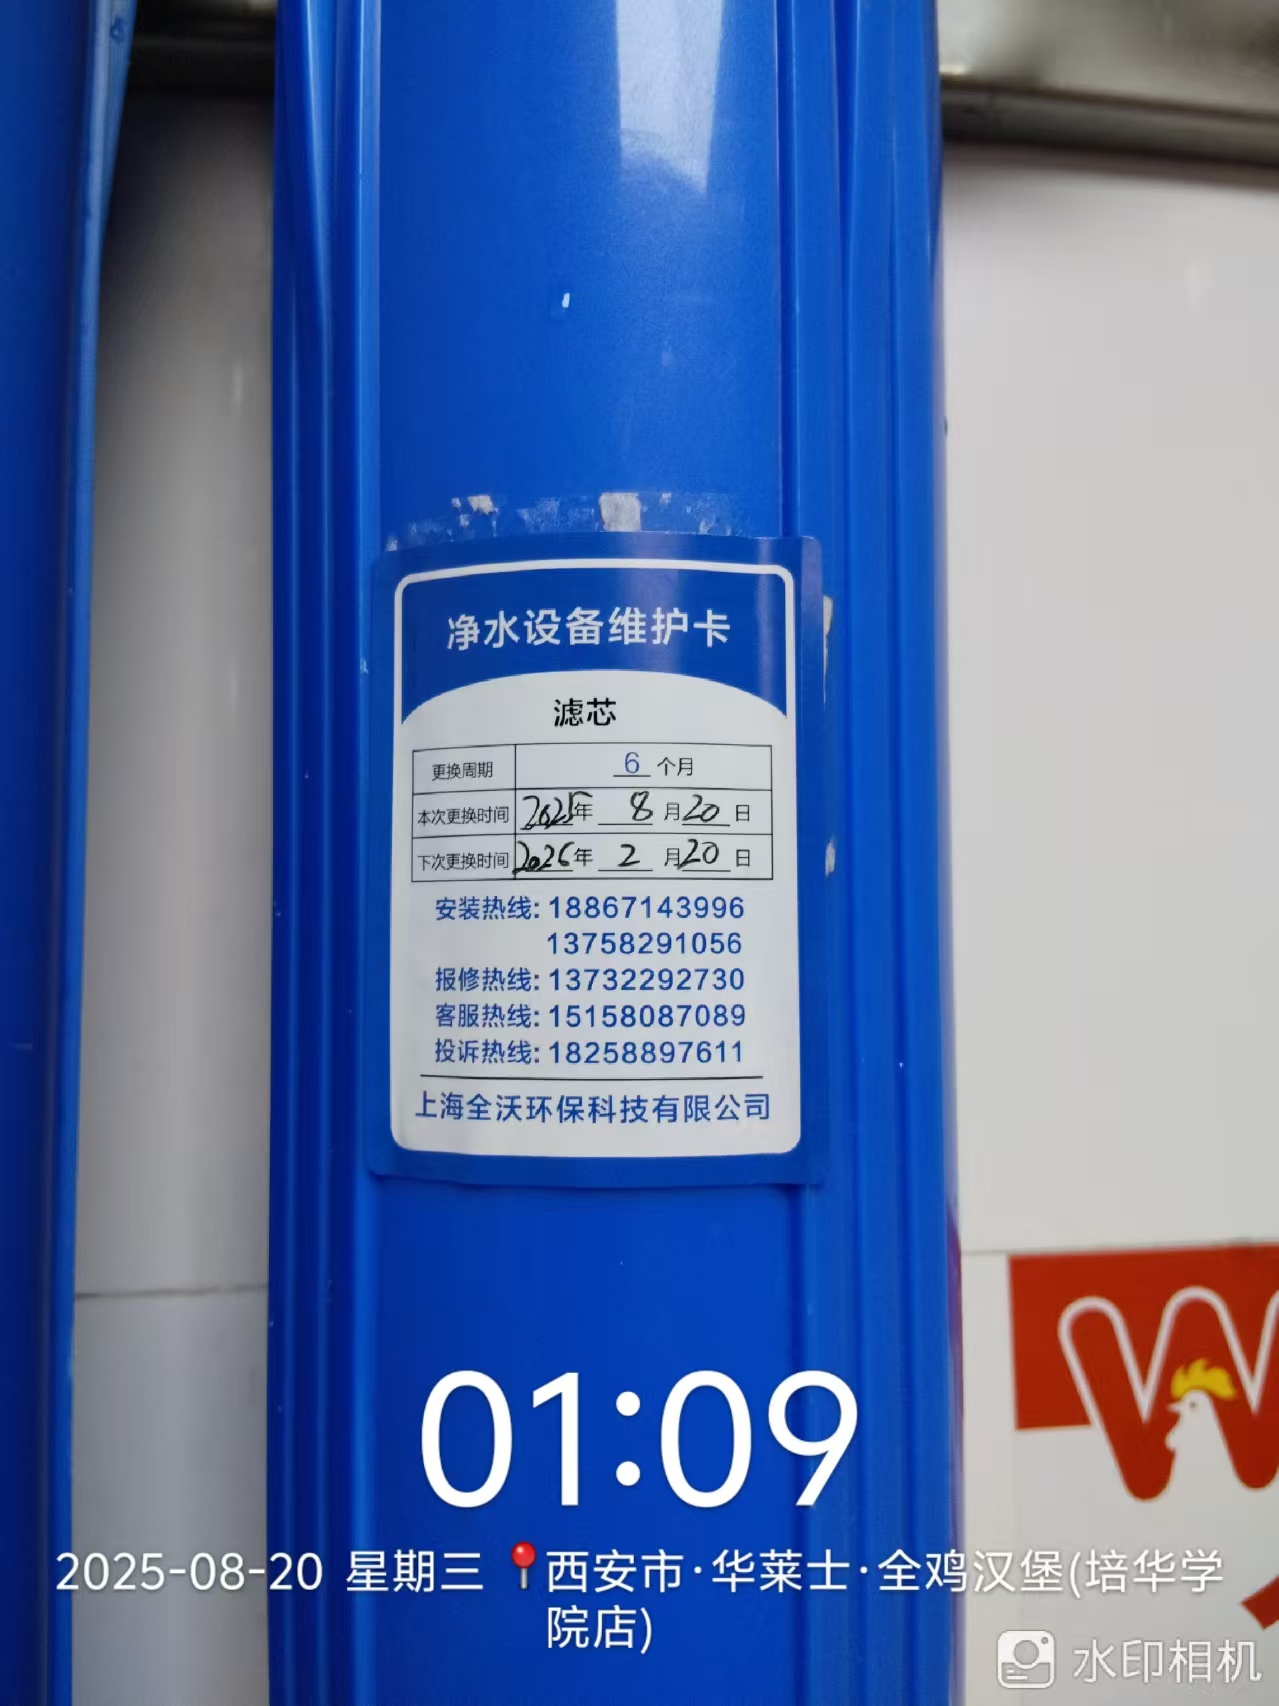 净水设备维护卡
滤芯
更换周期 6 个月
本次更换时间 2025年 8 月 20 日
下次更换时间 2026年 2 月 20 日
安装热线: 18867143996
13758291056
报修热线: 13732292730
客服热线: 15158087089
投诉热线: 18258897611
上海全沃环保科技有限公司
01:09
2025-08-20 星期三 西安市·华莱士·全鸡汉堡(培华学
院店)
水印相机